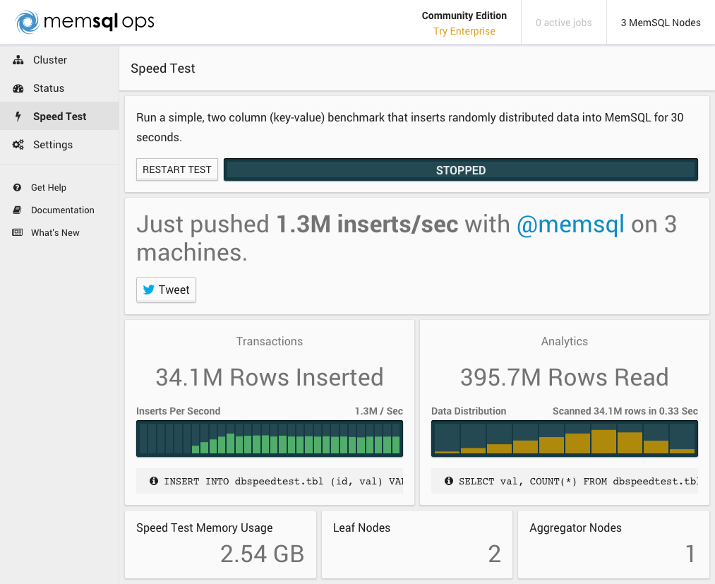 memsql ops
Community Edition
Try Enterprise
0 active jobs
3 MemSQL Nodes
Cluster
Status
Speed Test
Settings
Get Help
Documentation
What's New
Speed Test
Run a simple, two column (key-value) benchmark that inserts randomly distributed data into MemSQL for 30
seconds.
RESTART TEST
STOPPED
Just pushed 1.3M inserts/sec with @memsql on 3
machines.
Tweet
Transactions
34.1M Rows Inserted
Inserts Per Second
1.3M / Sec
INSERT INTO dbspeedtest.tbl (id, val) VAL
Analytics
395.7M Rows Read
Data Distribution
Scanned 34.1M rows in 0.33 Sec
SELECT val, COUNT(*) FROM dbspeedtest.tbl
Speed Test Memory Usage
2.54 GB
Leaf Nodes
2
Aggregator Nodes
1